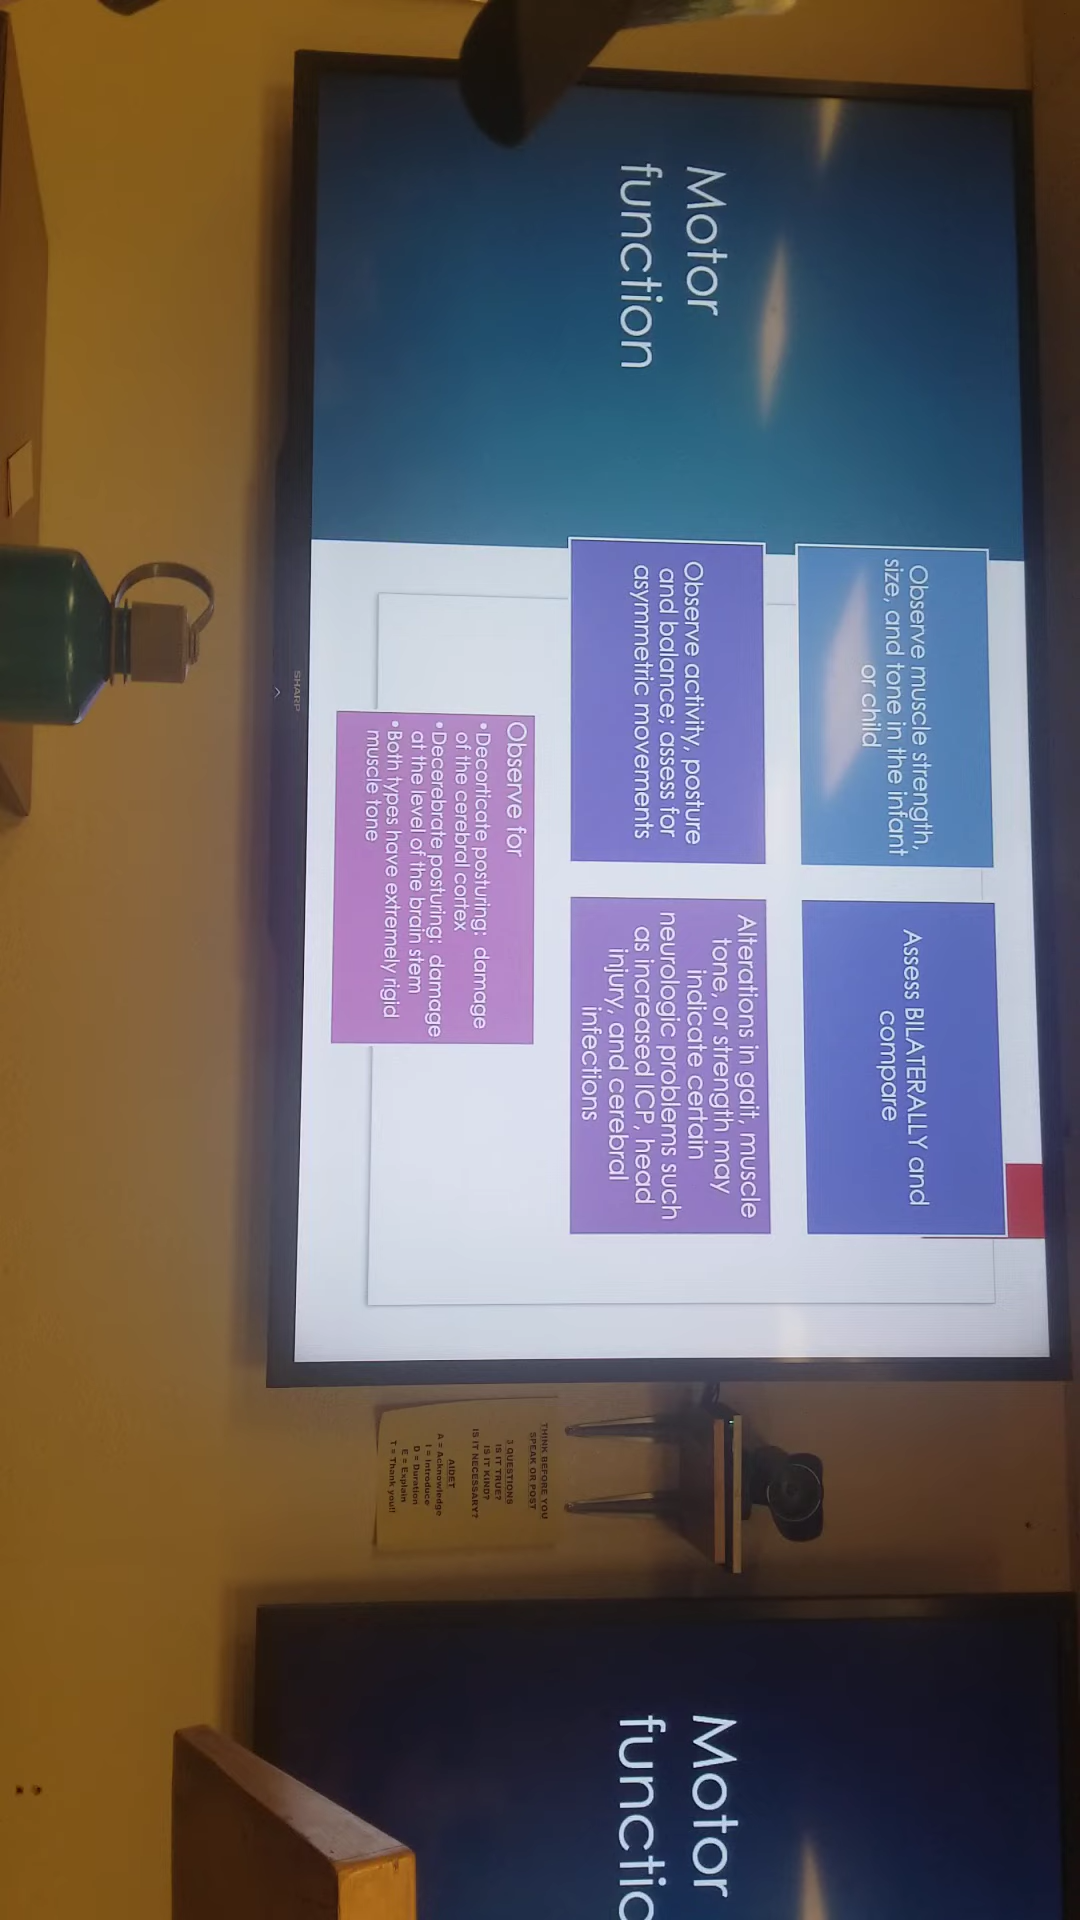 Motor
function
Observe muscle strength,
size, and tone in the infant
or child
Assess BILATERALLY and
compare
Observe activity, posture
and balance; assess for
asymmetric movements
Alterations in gait, muscle
tone, or strength may
indicate certain
neurologic problems such
as increased ICP, head
injury, and cerebral
infections
Observe for
•Decorticate posturing: damage
of the cerebral cortex
•Decerebrate posturing: damage
at the level of the brain stem
•Both types have extremely rigid
muscle tone
SHARP
THINK BEFORE YOU
SPEAK OR POST
3 QUESTIONS
IS IT TRUE?
IS IT KIND?
IS IT NECESSARY?
AIDET
A = Acknowledge
I = Introduce
D = Duration
E = Explain
T = Thank you!!
Motor
functio